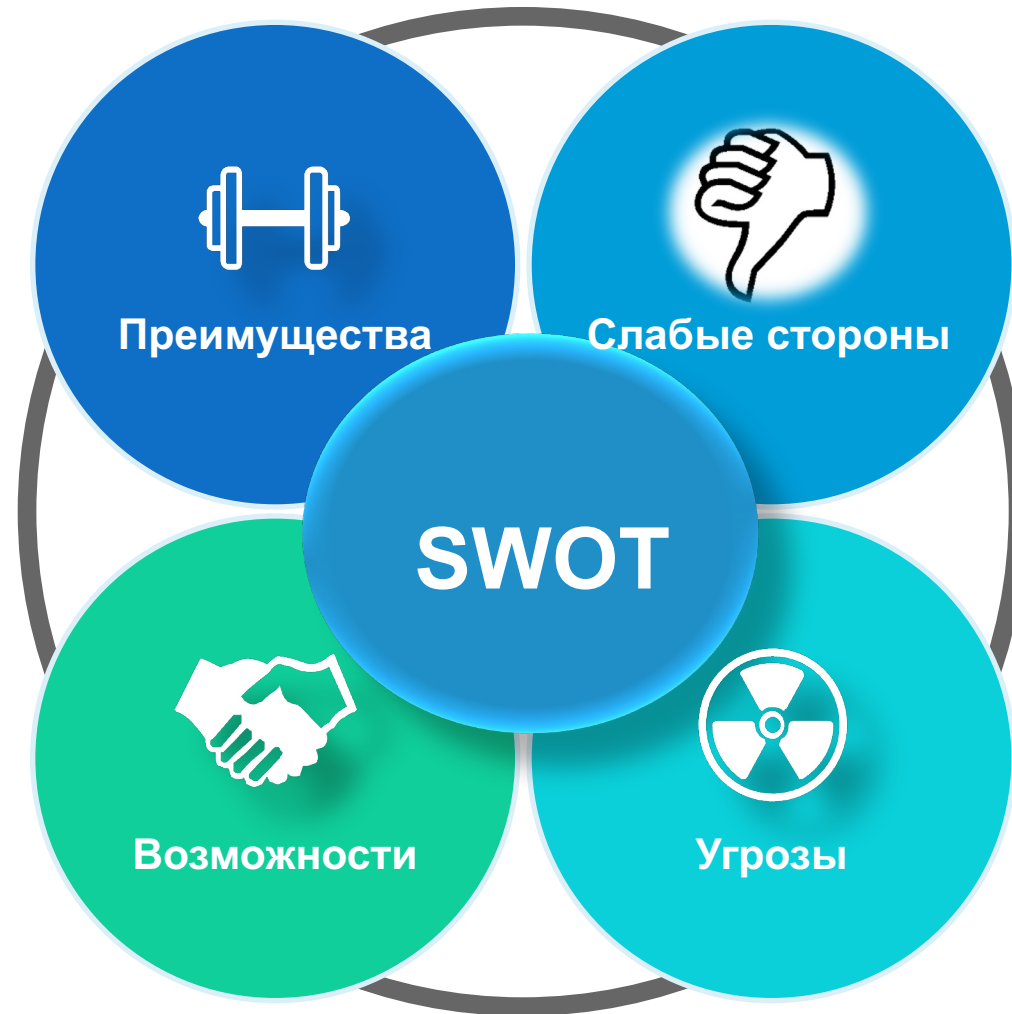 Преимущества
Слабые стороны
SWOT
Возможности
Угрозы